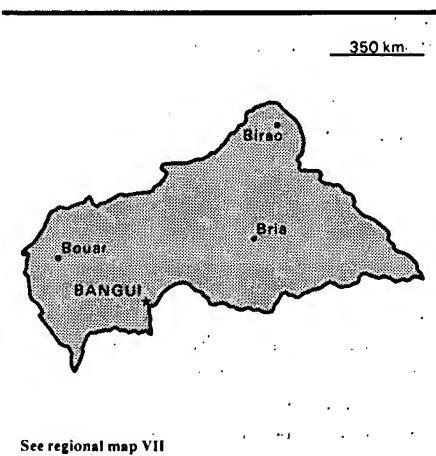 350 km
Birao
Bria
Bouar
BANGUI
See regional map VII